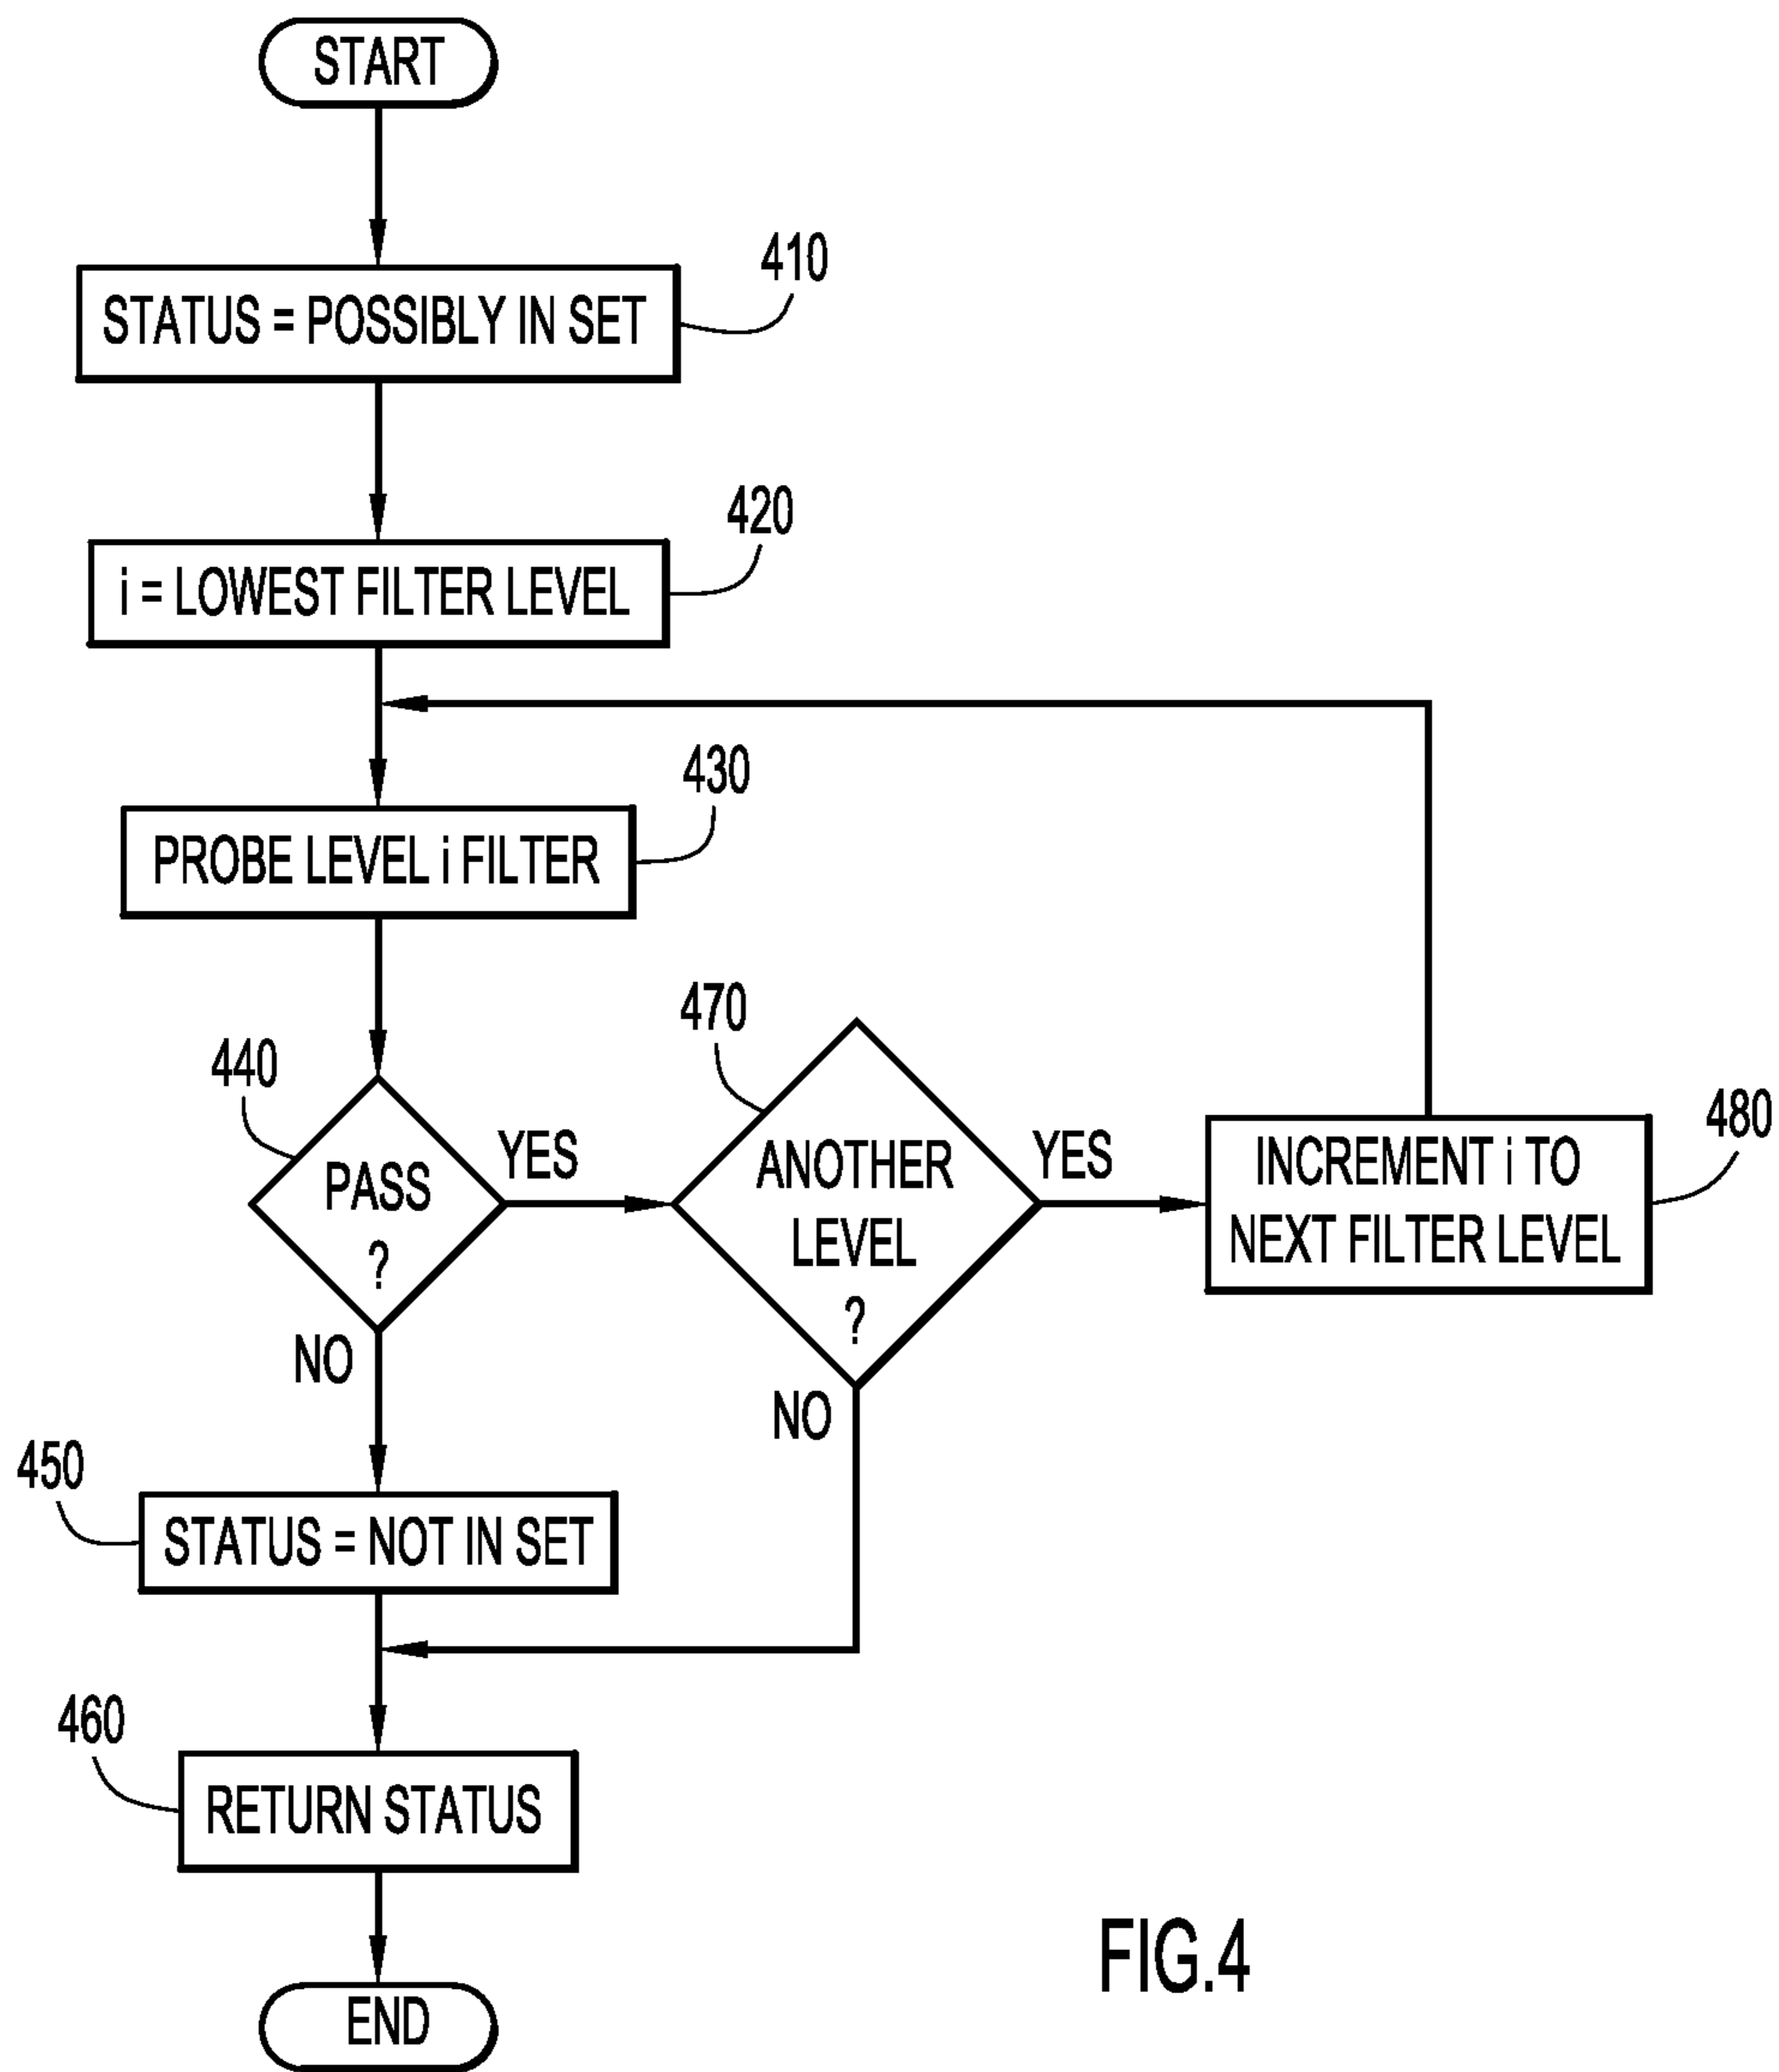 START
410
STATUS = POSSIBLY IN SET
420
i = LOWEST FILTER LEVEL
430
PROBE LEVEL i FILTER
440
PASS
?
YES
NO
470
ANOTHER
LEVEL
?
YES
NO
480
INCREMENT i TO
NEXT FILTER LEVEL
450
STATUS = NOT IN SET
460
RETURN STATUS
END
FIG.4